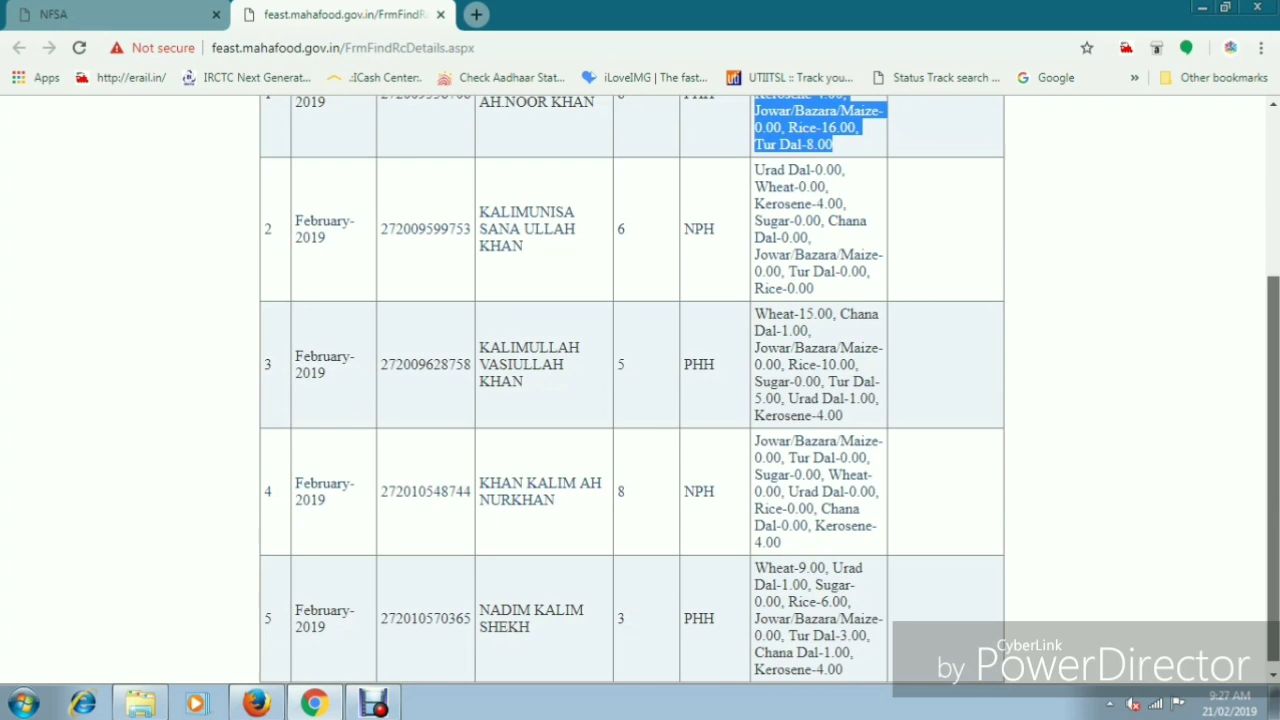 NFSA
feast.mahafood.gov.in/FrmFindR
Not secure feast.mahafood.gov.in/FrmFindRcDetails.aspx
Apps http://erail.in/ IRCTC Next Generat... .:ICash Center:. Check Aadhaar Stat... iLoveIMG | The fast... UTIITSL :: Track you... Status Track search ... Google » Other bookmarks
2019
AH.NOOR KHAN
PHH
Kerosene-4.00,
Jowar/Bazara/Maize-
0.00, Rice-16.00,
Tur Dal-8.00
2
February-
2019
272009599753
KALIMUNISA
SANA ULLAH
KHAN
6
NPH
Urad Dal-0.00,
Wheat-0.00,
Kerosene-4.00,
Sugar-0.00, Chana
Dal-0.00,
Jowar/Bazara/Maize-
0.00, Tur Dal-0.00,
Rice-0.00
3
February-
2019
272009628758
KALIMULLAH
VASIULLAH
KHAN
5
PHH
Wheat-15.00, Chana
Dal-1.00,
Jowar/Bazara/Maize-
0.00, Rice-10.00,
Sugar-0.00, Tur Dal-
5.00, Urad Dal-1.00,
Kerosene-4.00
4
February-
2019
272010548744
KHAN KALIM AH
NURKHAN
8
NPH
Jowar/Bazara/Maize-
0.00, Tur Dal-0.00,
Sugar-0.00, Wheat-
0.00, Urad Dal-0.00,
Rice-0.00, Chana
Dal-0.00, Kerosene-
4.00
5
February-
2019
272010570365
NADIM KALIM
SHEKH
3
PHH
Wheat-9.00, Urad
Dal-1.00, Sugar-
0.00, Rice-6.00,
Jowar/Bazara/Maize-
0.00, Tur Dal-3.00,
Chana Dal-1.00,
Kerosene-4.00
CyberLink
by PowerDirector
9:27 AM
21/02/2019